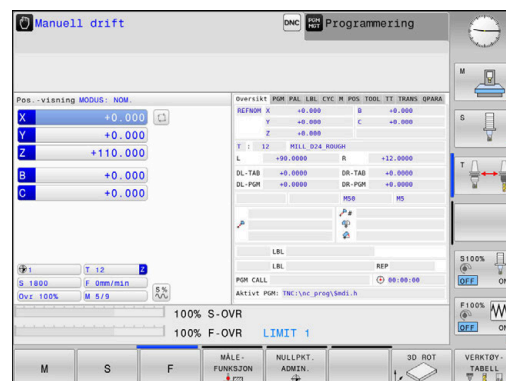 Manuell drift
DNC
PGM MGT
Programmering
Pos.-visning MODUS: NOM.
X +0.000
Y +0.000
Z +110.000
B +0.000
C +0.000
1 T 12 Z
S 1800 F 0mm/min
Ovr 100% M 5/9
S %
Oversikt PGM PAL LBL CYC M POS TOOL TT TRANS QPARA
REFNOM X +0.000 B +0.000
Y +0.000 C +0.000
Z +0.000
T : 12 MILL_D24_ROUGH
L +90.0000 R +12.0000
DL-TAB +0.0000 DR-TAB +0.0000
DL-PGM +0.0000 DR-PGM +0.0000
M50 M5
P#
LBL
LBL REP
PGM CALL 00:00:00
Aktivt PGM: TNC:\nc_prog\$mdi.h
100% S-OVR
100% F-OVR LIMIT 1
M
S
T
S100%
OFF ON
F100%
OFF ON
M
S
F
MÅLE-
FUNKSJON
NULLPKT.
ADMIN.
3D ROT
VERKTØY-
TABELL